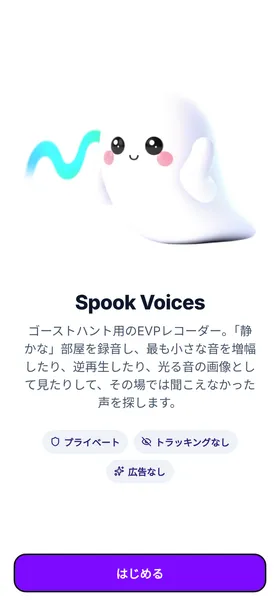 Spook Voices
ゴーストハント用のEVPレコーダー。「静
かな」部屋を録音し、最も小さな音を増幅
したり、逆再生したり、光る音の画像とし
て見たりして、その場では聞こえなかった
声を探します。
プライベート
トラッキングなし
広告なし
はじめる